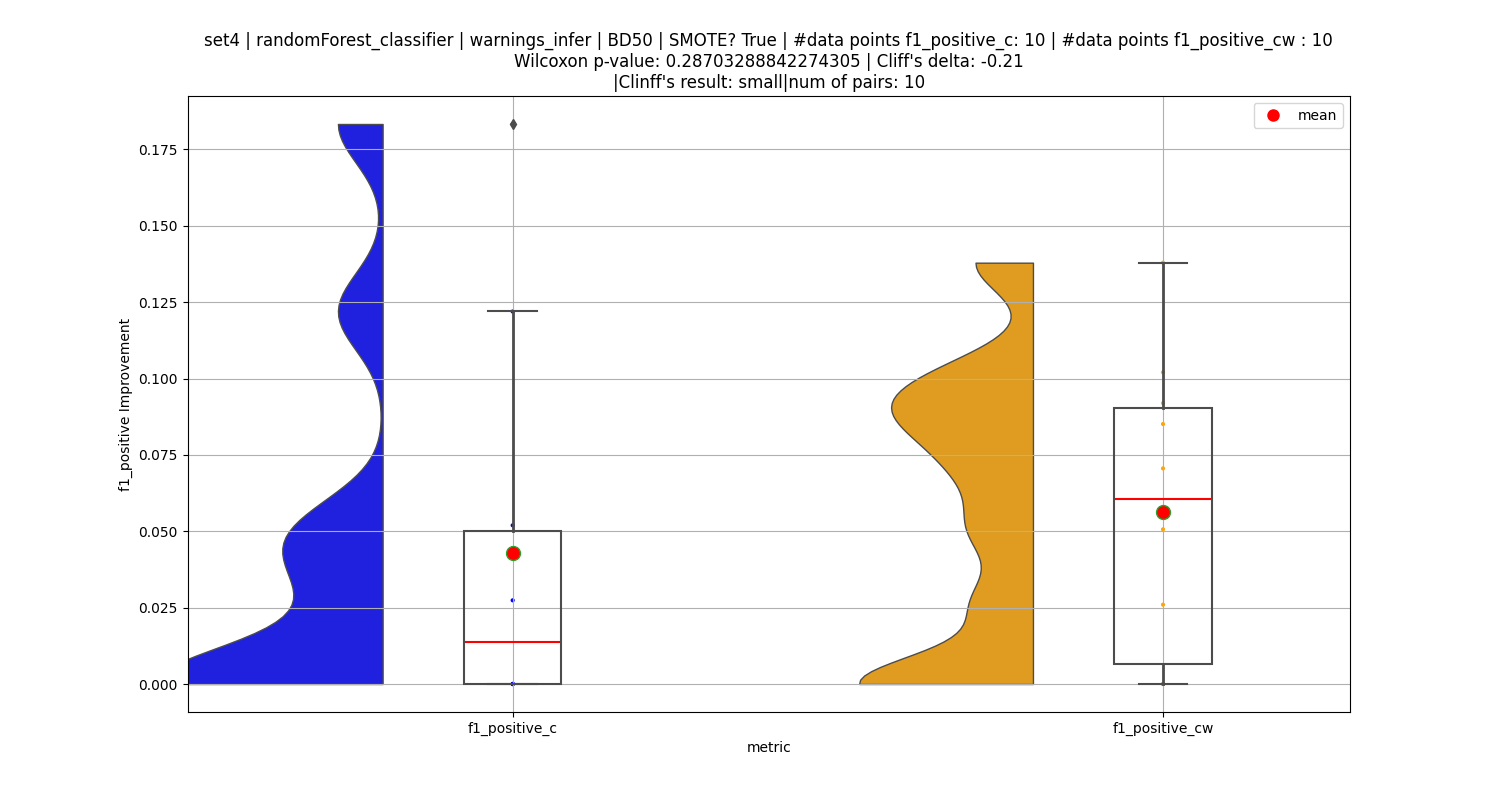 set4 | randomForest_classifier | warnings_infer | BD50 | SMOTE? True | #data points f1_positive_c: 10 | #data points f1_positive_cw : 10
Wilcoxon p-value: 0.28703288842274305 | Cliff's delta: -0.21
|Clinff's result: small|num of pairs: 10
mean
0.175
0.150
0.125
0.100
0.075
0.050
0.025
0.000
f1_positive Improvement
f1_positive_c
f1_positive_cw
metric